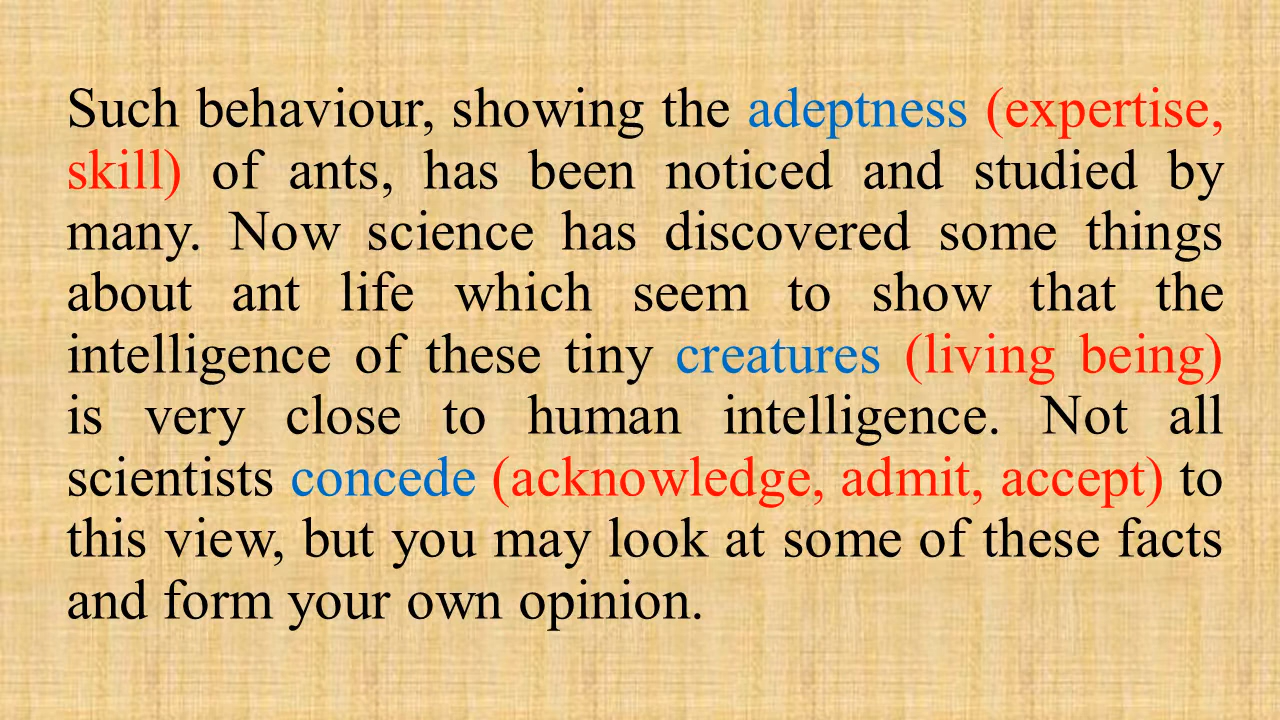 Such behaviour, showing the adeptness (expertise,
skill) of ants, has been noticed and studied by
many. Now science has discovered some things
about ant life which seem to show that the
intelligence of these tiny creatures (living being)
is very close to human intelligence. Not all
scientists concede (acknowledge, admit, accept) to
this view, but you may look at some of these facts
and form your own opinion.